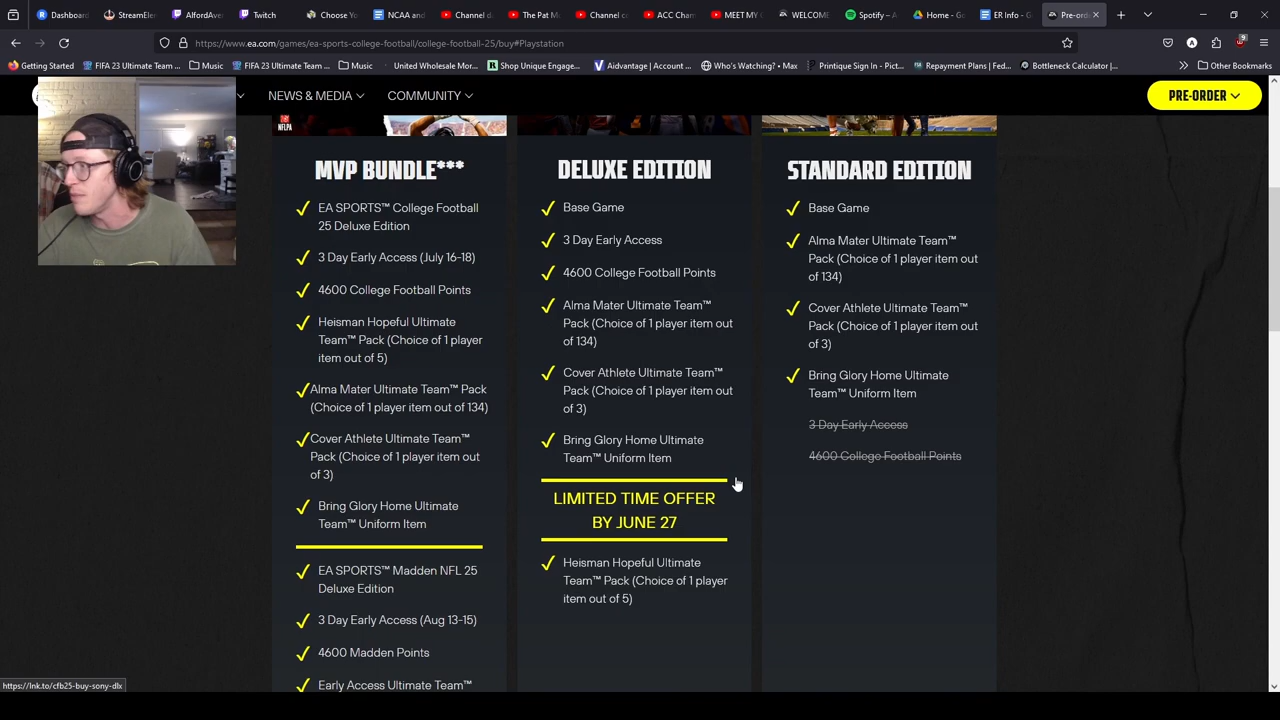 Dashboard
StreamEler
AlfordAver
Twitch
Choose Yo
NCAA and
Channel d
The Pat M
Channel c
ACC Cham
MEET MY
WELCOME
Spotify –
Home - Go
ER Info - G
Pre-ord
https://www.ea.com/games/ea-sports-college-football/college-football-25/buy#Playstation
9
Getting Started
FIFA 23 Ultimate Team ...
Music
FIFA 23 Ultimate Team ...
Music
United Wholesale Mor...
Shop Unique Engage...
Aidvantage | Account ...
Who's Watching? • Max
Printique Sign In - Pict...
Repayment Plans | Fed...
Bottleneck Calculator |...
Other Bookmarks
NEWS & MEDIA
COMMUNITY
PRE-ORDER
NFLPA
MVP BUNDLE***
EA SPORTS™ College Football
25 Deluxe Edition
3 Day Early Access (July 16-18)
4600 College Football Points
Heisman Hopeful Ultimate
Team™ Pack (Choice of 1 player
item out of 5)
Alma Mater Ultimate Team™ Pack
(Choice of 1 player item out of 134)
Cover Athlete Ultimate Team™
Pack (Choice of 1 player item out
of 3)
Bring Glory Home Ultimate
Team™ Uniform Item
EA SPORTS™ Madden NFL 25
Deluxe Edition
3 Day Early Access (Aug 13-15)
4600 Madden Points
Early Access Ultimate Team™
DELUXE EDITION
Base Game
3 Day Early Access
4600 College Football Points
Alma Mater Ultimate Team™
Pack (Choice of 1 player item out
of 134)
Cover Athlete Ultimate Team™
Pack (Choice of 1 player item out
of 3)
Bring Glory Home Ultimate
Team™ Uniform Item
LIMITED TIME OFFER
BY JUNE 27
Heisman Hopeful Ultimate
Team™ Pack (Choice of 1 player
item out of 5)
STANDARD EDITION
Base Game
Alma Mater Ultimate Team™
Pack (Choice of 1 player item out
of 134)
Cover Athlete Ultimate Team™
Pack (Choice of 1 player item out
of 3)
Bring Glory Home Ultimate
Team™ Uniform Item
3 Day Early Access
4600 College Football Points
https://lnk.to/cfb25-buy-sony-dlx